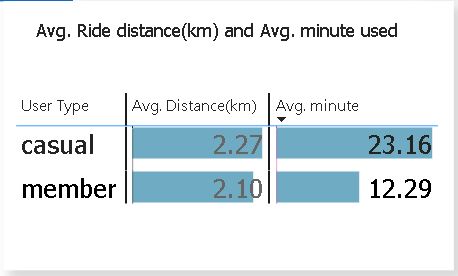 Avg. Ride distance(km) and Avg. minute used
User Type Avg. Distance(km) Avg. minute
casual 2.27 23.16
member 2.10 12.29